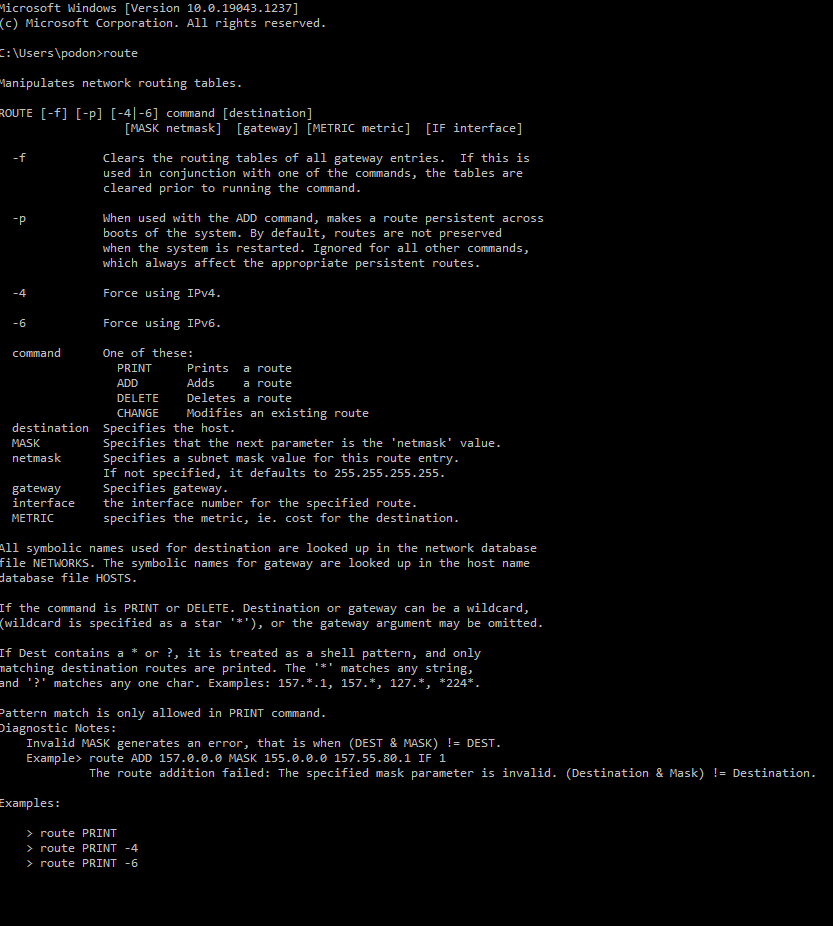 Microsoft Windows [Version 10.0.19043.1237]
(c) Microsoft Corporation. All rights reserved.

C:\Users\podon>route

Manipulates network routing tables.

ROUTE [-f] [-p] [-4|-6] command [destination]
                  [MASK netmask]  [gateway] [METRIC metric]  [IF interface]

  -f           Clears the routing tables of all gateway entries.  If this is
               used in conjunction with one of the commands, the tables are
               cleared prior to running the command.

  -p           When used with the ADD command, makes a route persistent across
               boots of the system. By default, routes are not preserved
               when the system is restarted. Ignored for all other commands,
               which always affect the appropriate persistent routes.

  -4           Force using IPv4.

  -6           Force using IPv6.

  command      One of these:
                 PRINT     Prints  a route
                 ADD       Adds    a route
                 DELETE    Deletes a route
                 CHANGE    Modifies an existing route
  destination  Specifies the host.
  MASK         Specifies that the next parameter is the 'netmask' value.
  netmask      Specifies a subnet mask value for this route entry.
               If not specified, it defaults to 255.255.255.255.
  gateway      Specifies gateway.
  interface    the interface number for the specified route.
  METRIC       specifies the metric, ie. cost for the destination.

All symbolic names used for destination are looked up in the network database
file NETWORKS. The symbolic names for gateway are looked up in the host name
database file HOSTS.

If the command is PRINT or DELETE. Destination or gateway can be a wildcard,
(wildcard is specified as a star '*'), or the gateway argument may be omitted.

If Dest contains a * or ?, it is treated as a shell pattern, and only
matching destination routes are printed. The '*' matches any string,
and '?' matches any one char. Examples: 157.*.1, 157.*, 127.*, *224*.

Pattern match is only allowed in PRINT command.
Diagnostic Notes:
    Invalid MASK generates an error, that is when (DEST & MASK) != DEST.
    Example> route ADD 157.0.0.0 MASK 155.0.0.0 157.55.80.1 IF 1
             The route addition failed: The specified mask parameter is invalid. (Destination & Mask) != Destination.

Examples:

    > route PRINT
    > route PRINT -4
    > route PRINT -6